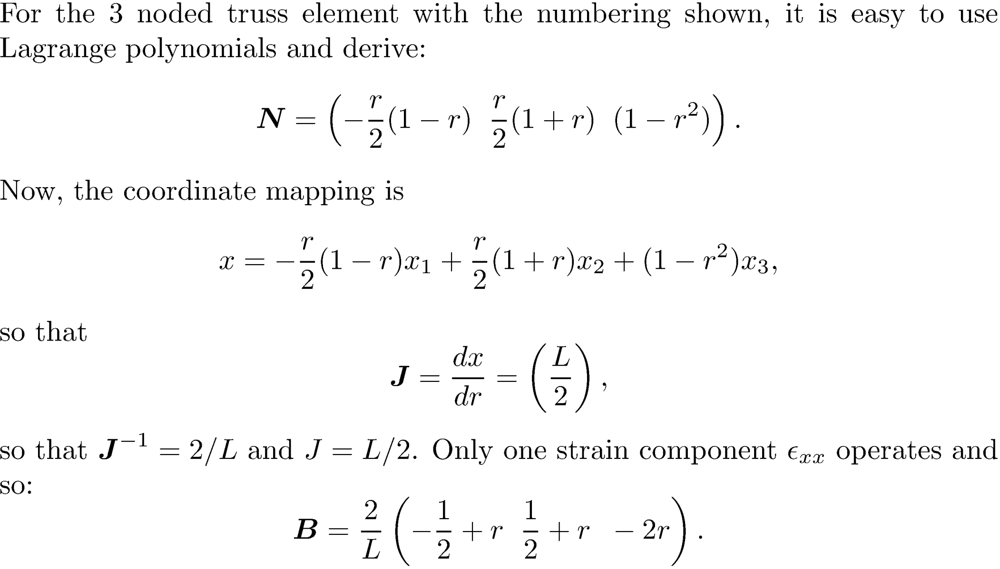 For the 3 noded truss element with the numbering shown, it is easy to use
Lagrange polynomials and derive:
$$\boldsymbol{N} = \left( -\frac{r}{2}(1-r) \;\; \frac{r}{2}(1+r) \;\; (1-r^2) \right).$$
Now, the coordinate mapping is
$$x = -\frac{r}{2}(1-r)x_1 + \frac{r}{2}(1+r)x_2 + (1-r^2)x_3,$$
so that
$$\boldsymbol{J} = \frac{dx}{dr} = \left( \frac{L}{2} \right),$$
so that $\boldsymbol{J}^{-1} = 2/L$ and $J = L/2$. Only one strain component $\epsilon_{xx}$ operates and
so:
$$\boldsymbol{B} = \frac{2}{L} \left( -\frac{1}{2}+r \;\; \frac{1}{2}+r \;\; -2r \right).$$